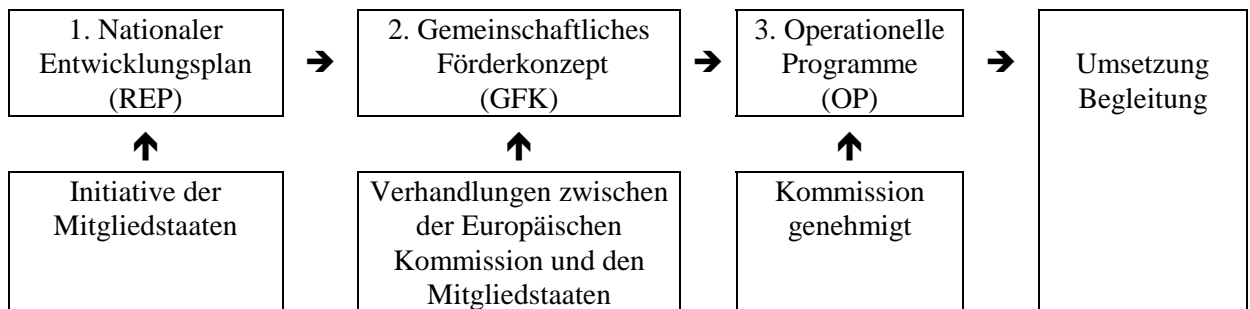 1. Nationaler
Entwicklungsplan
(REP)
➔
2. Gemeinschaftliches
Förderkonzept
(GFK)
➔
3. Operationelle
Programme
(OP)
➔
Umsetzung
Begleitung
Initiative der
Mitgliedstaaten
Verhandlungen zwischen
der Europäischen
Kommission und den
Mitgliedstaaten
Kommission
genehmigt